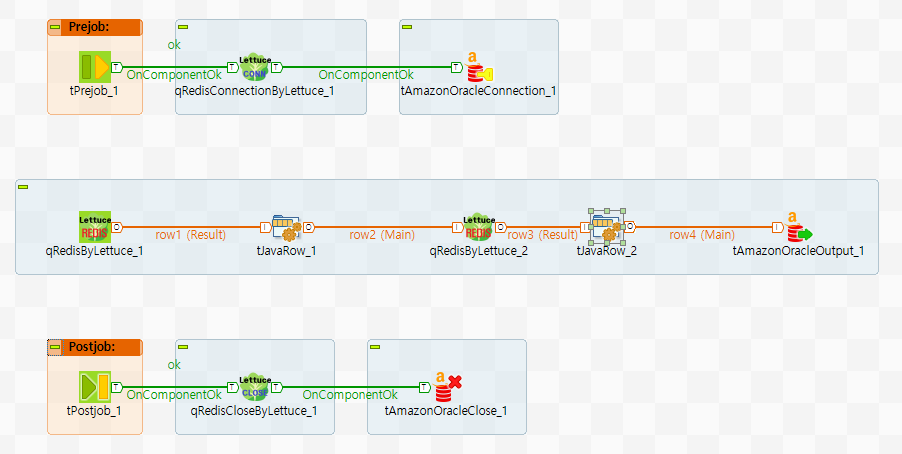 Prejob:
ok
Lettuce
CONN
a
T
OnComponentOk
T
T
OnComponentOk
T
tPrejob_1
qRedisConnectionByLettuce_1
tAmazonOracleConnection_1
Lettuce
REDIS
Lettuce
REDIS
a
O
row1 (Result)
I
O
row2 (Main)
I
O
row3 (Result)
I
O
row4 (Main)
I
qRedisByLettuce_1
tJavaRow_1
qRedisByLettuce_2
tJavaRow_2
tAmazonOracleOutput_1
Postjob:
ok
Lettuce
CLOSE
a
T
OnComponentOk
T
T
OnComponentOk
T
tPostjob_1
qRedisCloseByLettuce_1
tAmazonOracleClose_1